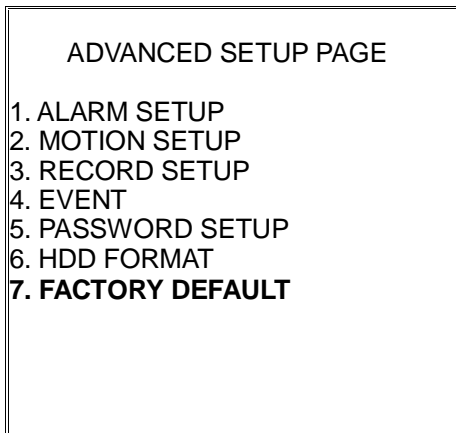 ADVANCED SETUP PAGE
1. ALARM SETUP
2. MOTION SETUP
3. RECORD SETUP
4. EVENT
5. PASSWORD SETUP
6. HDD FORMAT
7. FACTORY DEFAULT